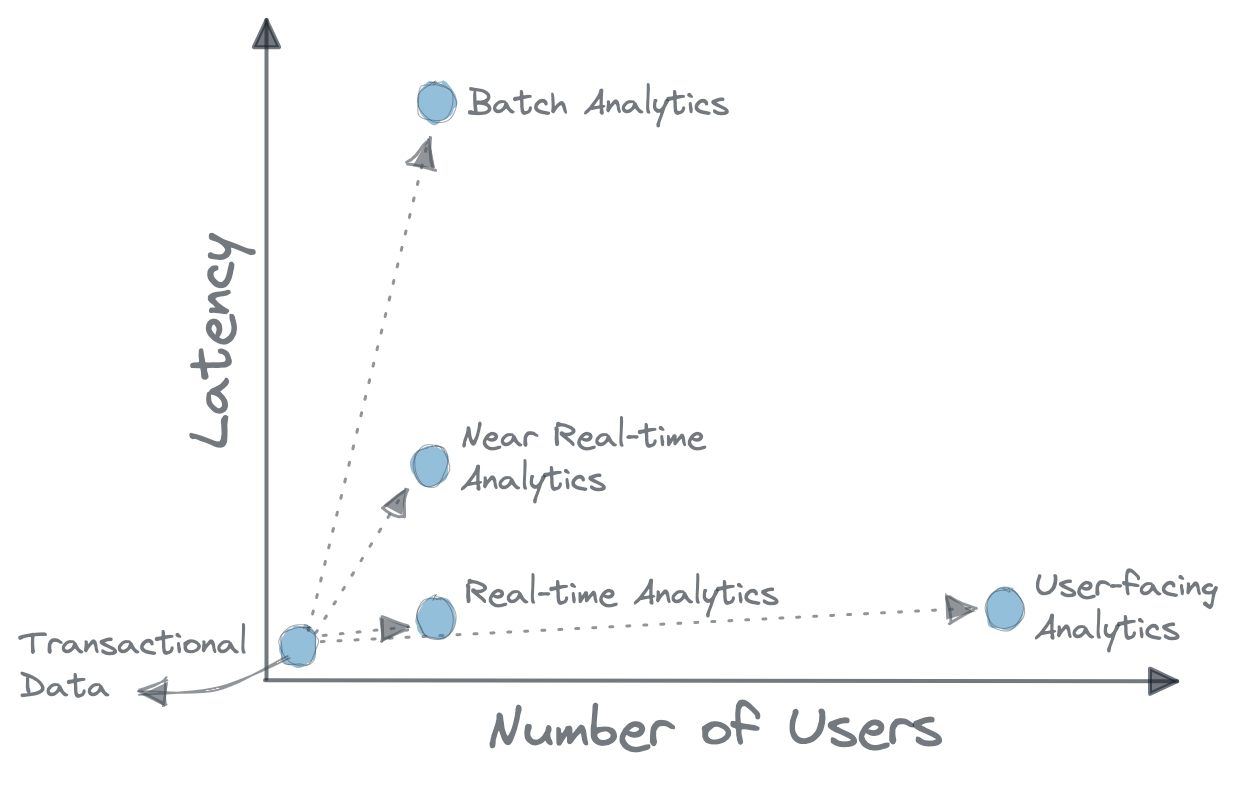 Batch Analytics
Latency
Near Real-time
Analytics
Real-time Analytics
User-facing
Analytics
Transactional
Data
Number of Users